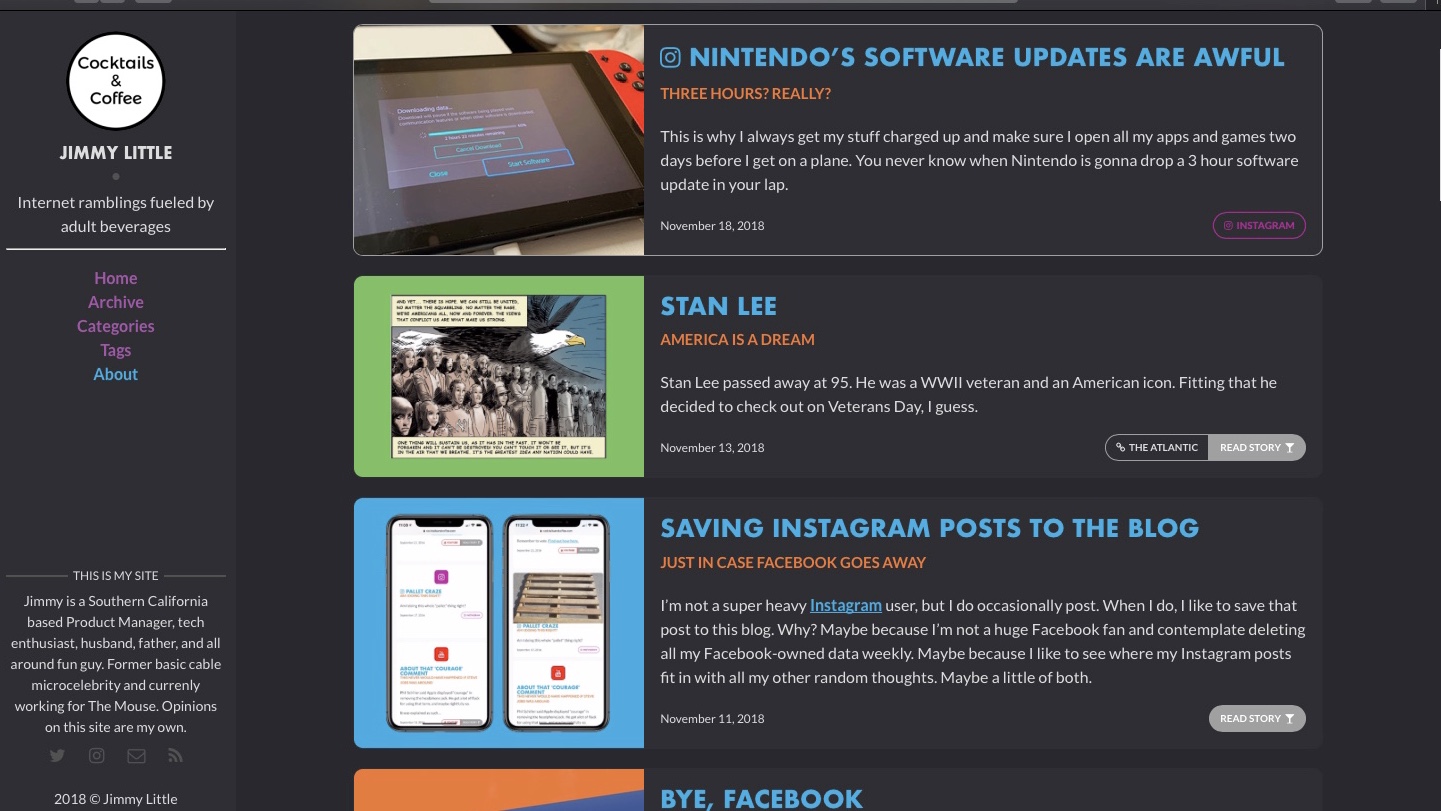 Cocktails
&
Coffee
JIMMY LITTLE
Internet ramblings fueled by
adult beverages
Home
Archive
Categories
Tags
About
THIS IS MY SITE
Jimmy is a Southern California
based Product Manager, tech
enthusiast, husband, father, and all
around fun guy. Former basic cable
microcelebrity and currenly
working for The Mouse. Opinions
on this site are my own.
2018 © Jimmy Little
Downloading data...
2 hours 23 minutes remaining
Cancel Download
Close
Start Software
NINTENDO’S SOFTWARE UPDATES ARE AWFUL
THREE HOURS? REALLY?
This is why I always get my stuff charged up and make sure I open all my apps and games two
days before I get on a plane. You never know when Nintendo is gonna drop a 3 hour software
update in your lap.
November 18, 2018
INSTAGRAM
AND YET... THERE IS HOPE. WE CAN STILL BE UNITED,
NO MATTER THE SQUABBLING, NO MATTER THE RAGE.
WE'RE AMERICANS ALL, NOW AND FOREVER. THE VIEWS
THAT CONFLICT US ARE WHAT MAKE US STRONG.
ONE THING WILL SUSTAIN US, AS IT HAS IN THE PAST. IT WON'T BE
FORSAKEN AND IT CAN'T BE DESTROYED! YOU CAN'T TOUCH IT OR SEE IT, BUT IT'S
IN THE AIR THAT WE BREATHE. IT'S THE GREATEST IDEA ANY NATION COULD HAVE.
STAN LEE
AMERICA IS A DREAM
Stan Lee passed away at 95. He was a WWII veteran and an American icon. Fitting that he
decided to check out on Veterans Day, I guess.
November 13, 2018
THE ATLANTIC
READ STORY
PALLET CRAZE
ABOUT THAT 'COURAGE'
COMMENT
PALLET CRAZE
ABOUT THAT 'COURAGE'
COMMENT
SAVING INSTAGRAM POSTS TO THE BLOG
JUST IN CASE FACEBOOK GOES AWAY
I’m not a super heavy Instagram user, but I do occasionally post. When I do, I like to save that
post to this blog. Why? Maybe because I’m not a huge Facebook fan and contemplate deleting
all my Facebook-owned data weekly. Maybe because I like to see where my Instagram posts
fit in with all my other random thoughts. Maybe a little of both.
November 11, 2018
READ STORY
BYE, FACEBOOK